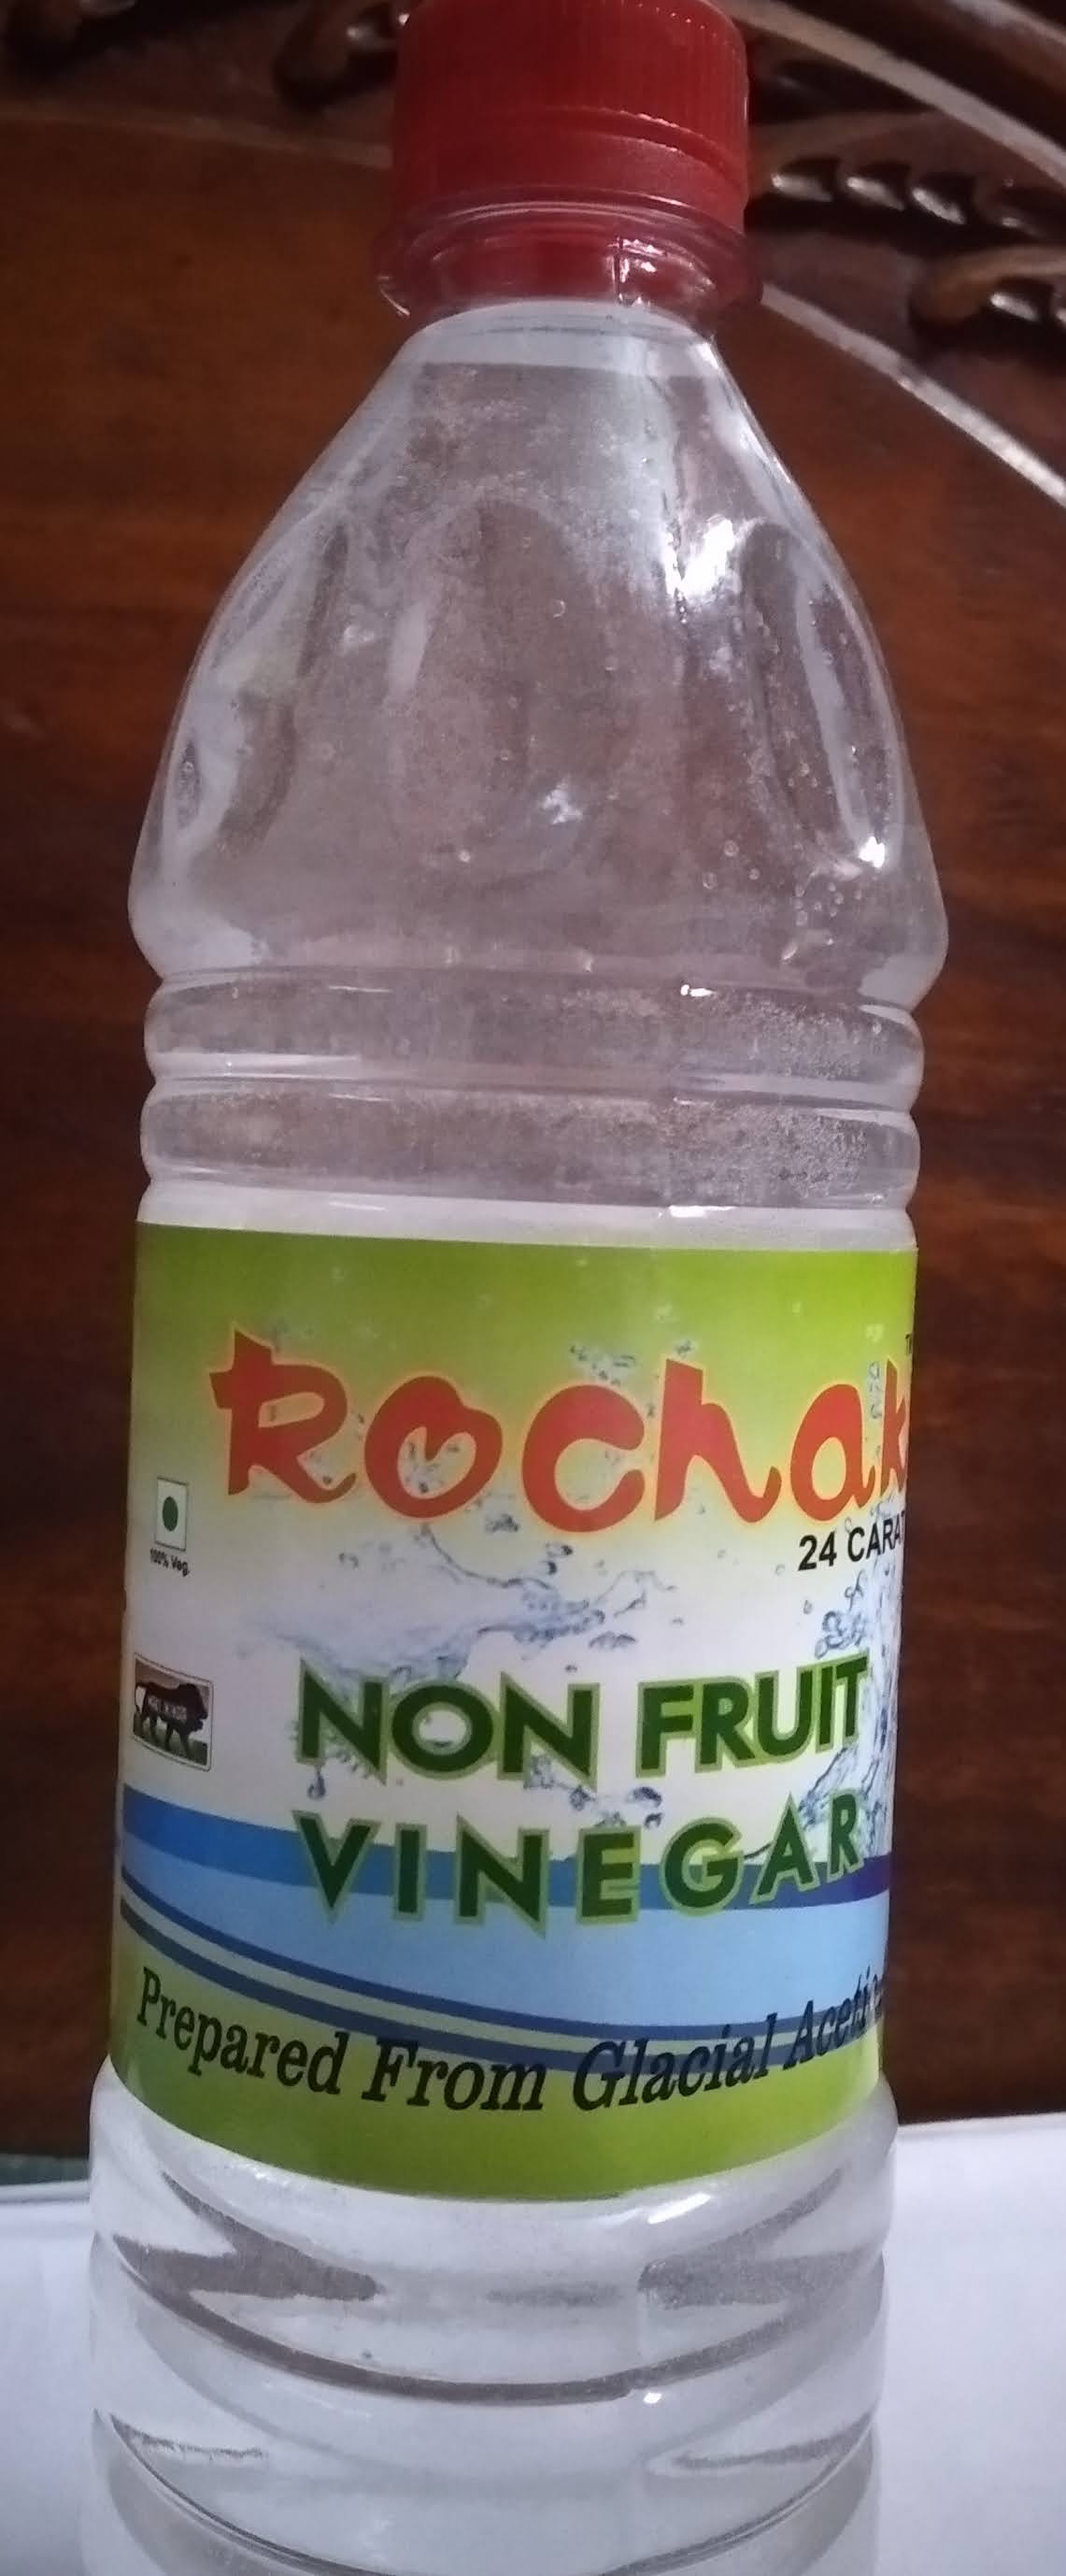 Rochak
24 CARAT
100% Veg.
NON FRUIT
VINEGAR
Prepared From Glacial Acetic